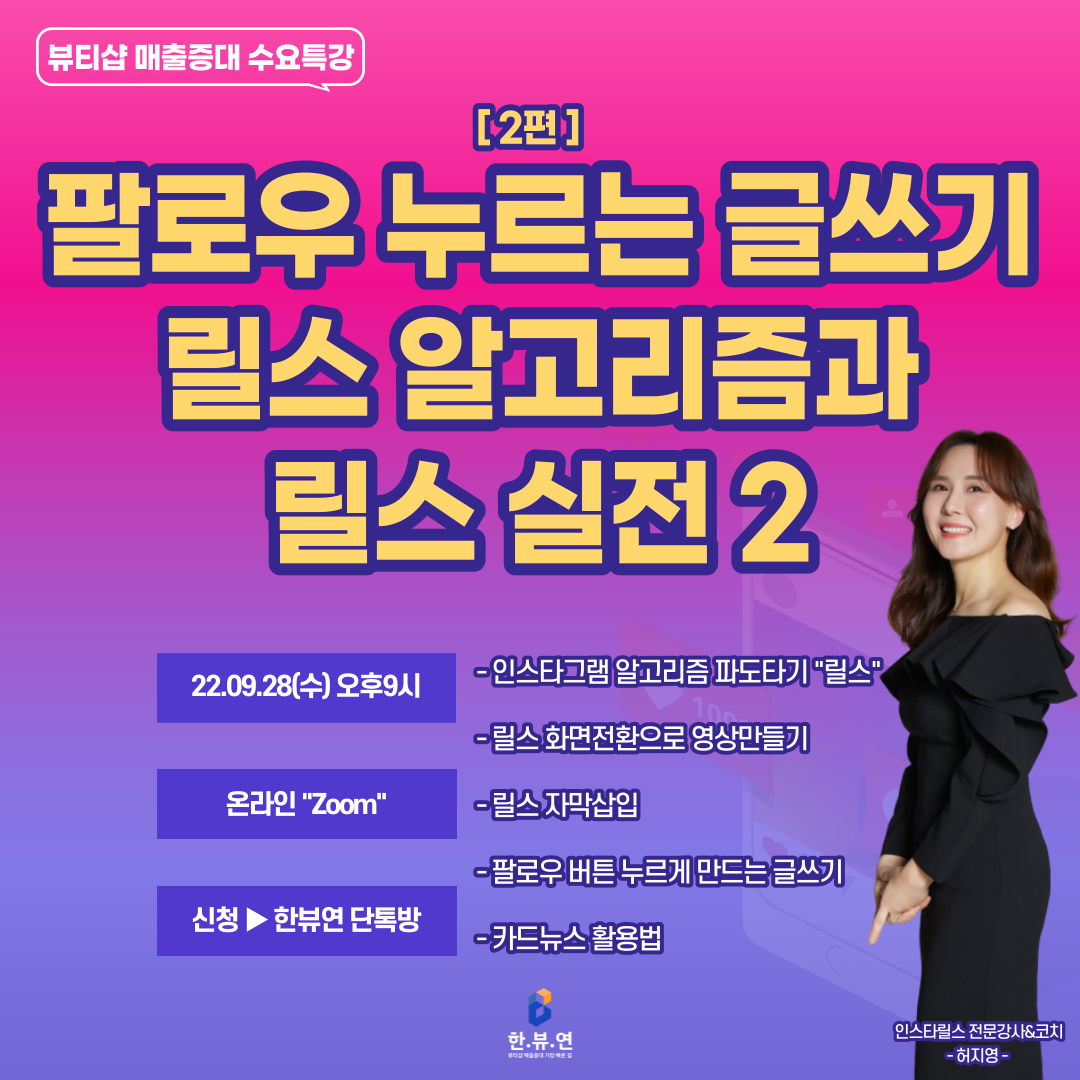 뷰티샵 매출증대 수요특강
[ 2편 ]
팔로우 누르는 글쓰기
릴스 알고리즘과
릴스 실전 2
22.09.28(수) 오후9시
온라인 "Zoom"
신청 ▶ 한뷰연 단톡방
- 인스타그램 알고리즘 파도타기 "릴스"
- 릴스 화면전환으로 영상만들기
- 릴스 자막삽입
- 팔로우 버튼 누르게 만드는 글쓰기
- 카드뉴스 활용법
한.뷰.연
뷰티샵 매출증대 가장 빠른 길
인스타릴스 전문강사&코치
- 허지영 -